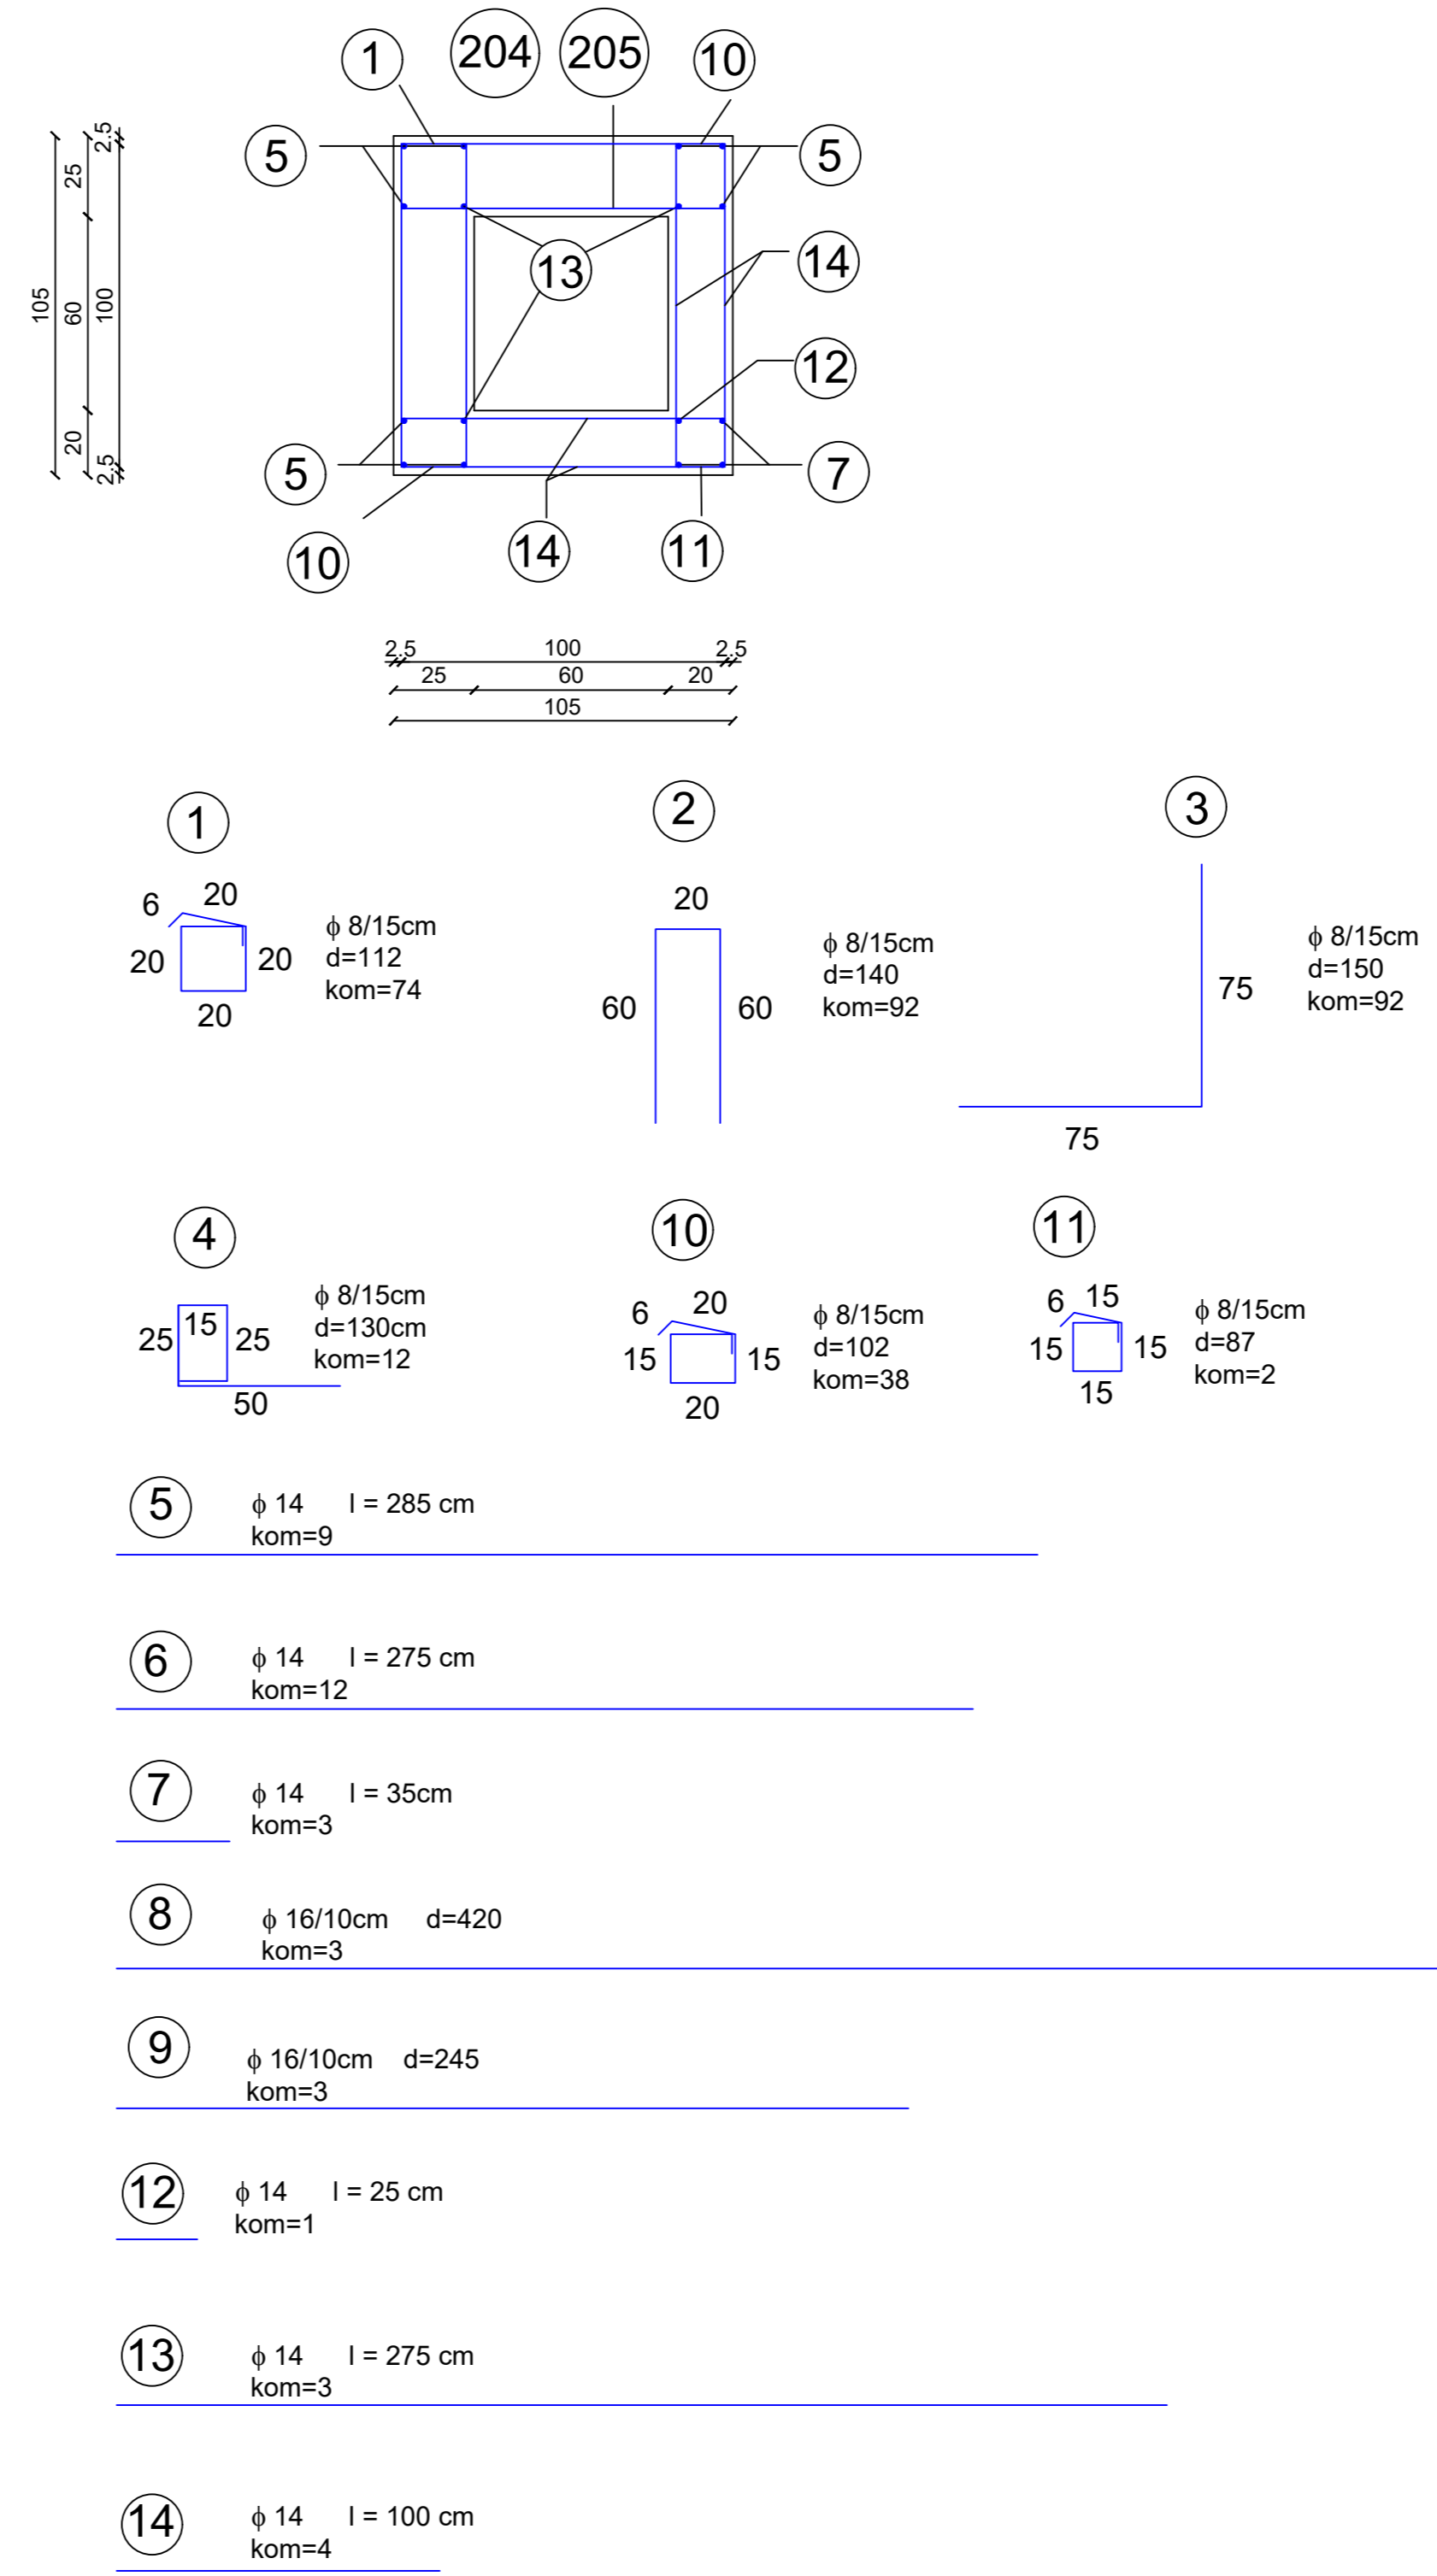 1
204
205
10
5
5
13
14
12
5
7
10
14
11
105
25
60
20
2.5
100
2.5
2.5
100
2.5
25
60
20
105
1
6
20
20
20
20
ϕ 8/15cm
d=112
kom=74
2
20
60
60
ϕ 8/15cm
d=140
kom=92
3
75
75
ϕ 8/15cm
d=150
kom=92
4
25
15
25
50
ϕ 8/15cm
d=130cm
kom=12
10
6
20
15
15
20
ϕ 8/15cm
d=102
kom=38
11
6
15
15
15
15
ϕ 8/15cm
d=87
kom=2
5
ϕ 14 l = 285 cm
kom=9
6
ϕ 14 l = 275 cm
kom=12
7
ϕ 14 l = 35cm
kom=3
8
ϕ 16/10cm d=420
kom=3
9
ϕ 16/10cm d=245
kom=3
12
ϕ 14 l = 25 cm
kom=1
13
ϕ 14 l = 275 cm
kom=3
14
ϕ 14 l = 100 cm
kom=4